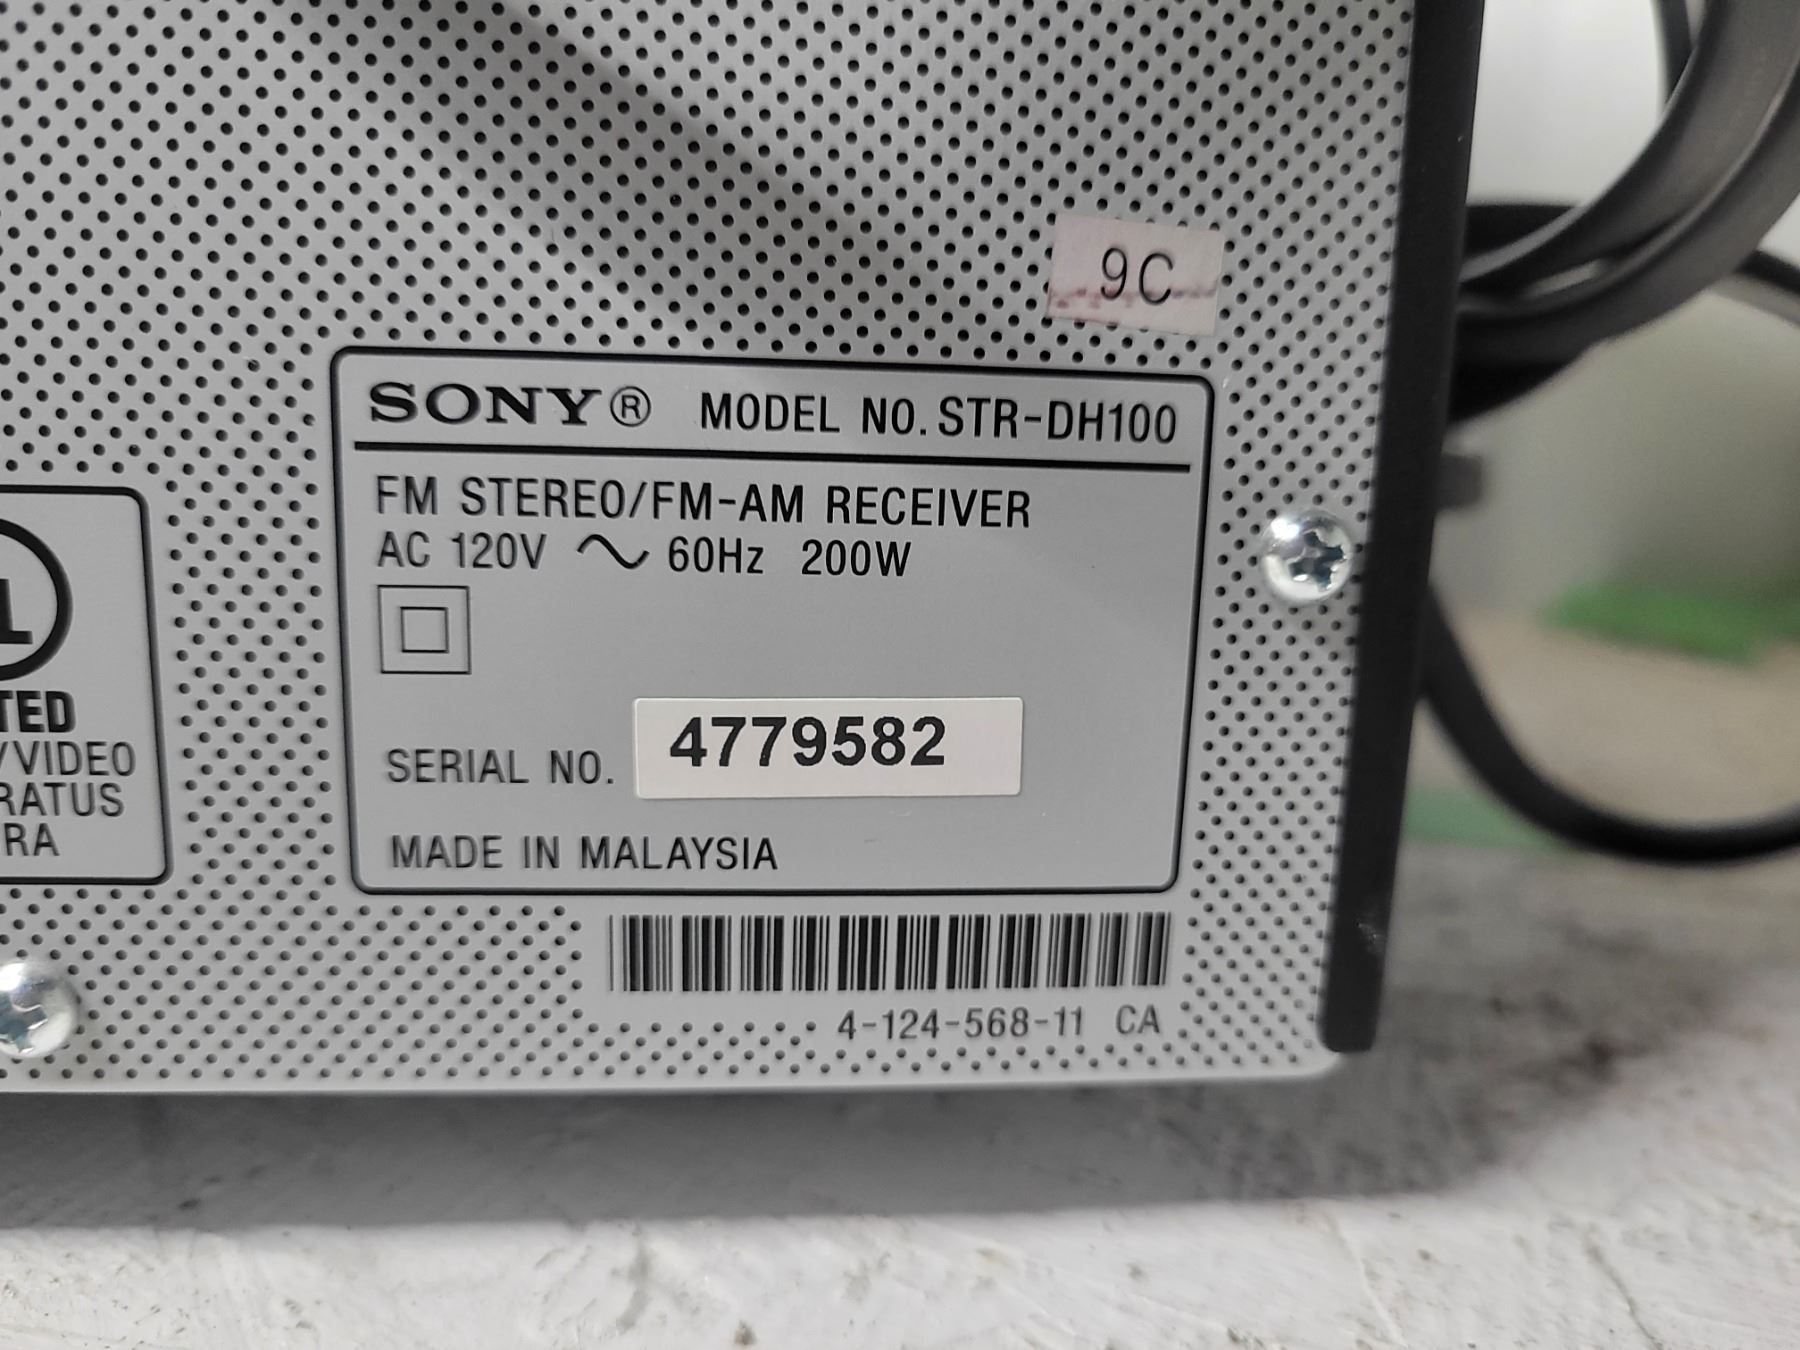 9C
SONY® MODEL NO. STR-DH100
FM STEREO/FM-AM RECEIVER
AC 120V ~ 60Hz 200W
SERIAL NO. 4779582
MADE IN MALAYSIA
4-124-568-11 CA
TED
/VIDEO
RATUS
RA